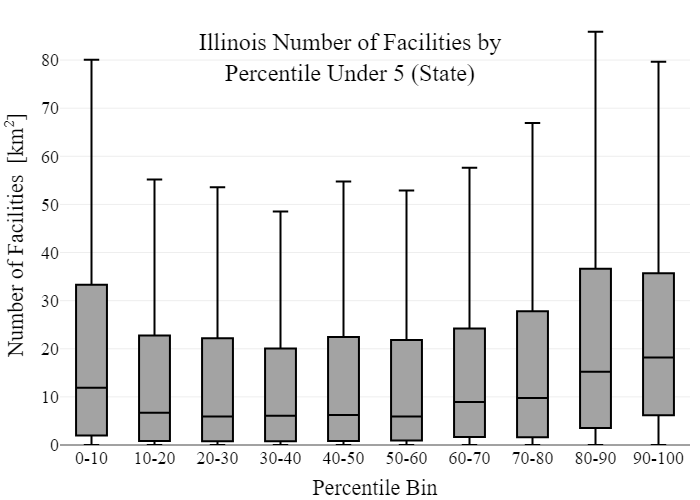 Illinois Number of Facilities by
Percentile Under 5 (State)
Number of Facilities [km²]
80
70
60
50
40
30
20
10
0
0-10 10-20 20-30 30-40 40-50 50-60 60-70 70-80 80-90 90-100
Percentile Bin